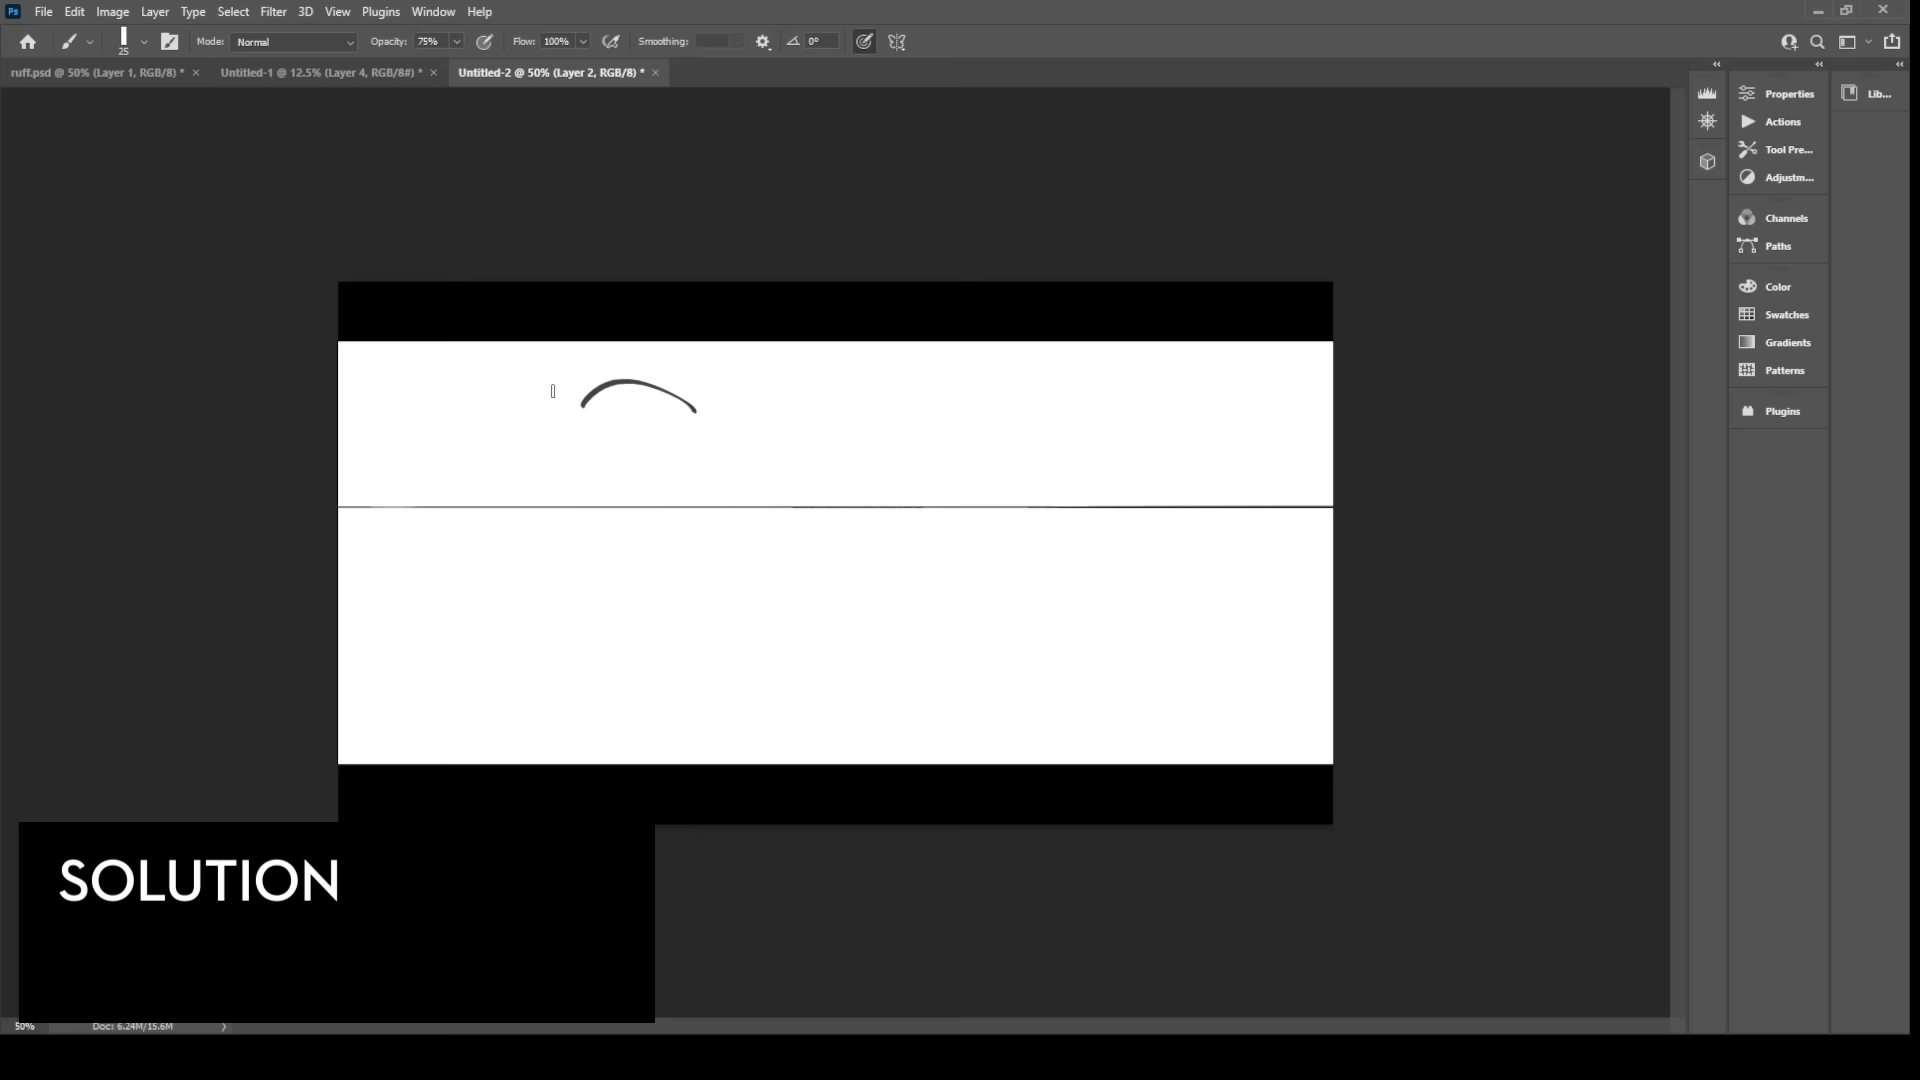 Ps File Edit Image Layer Type Select Filter 3D View Plugins Window Help
25 Mode: Normal Opacity: 75% Flow: 100% Smoothing: 0°
ruff.psd @ 50% (Layer 1, RGB/8) * × Untitled-1 @ 12.5% (Layer 4, RGB/8#) * × Untitled-2 @ 50% (Layer 2, RGB/8) * ×
Properties
Lib...
Actions
Tool Pre...
Adjustm...
Channels
Paths
Color
Swatches
Gradients
Patterns
Plugins
SOLUTION
50% Doc: 6.24M/15.6M